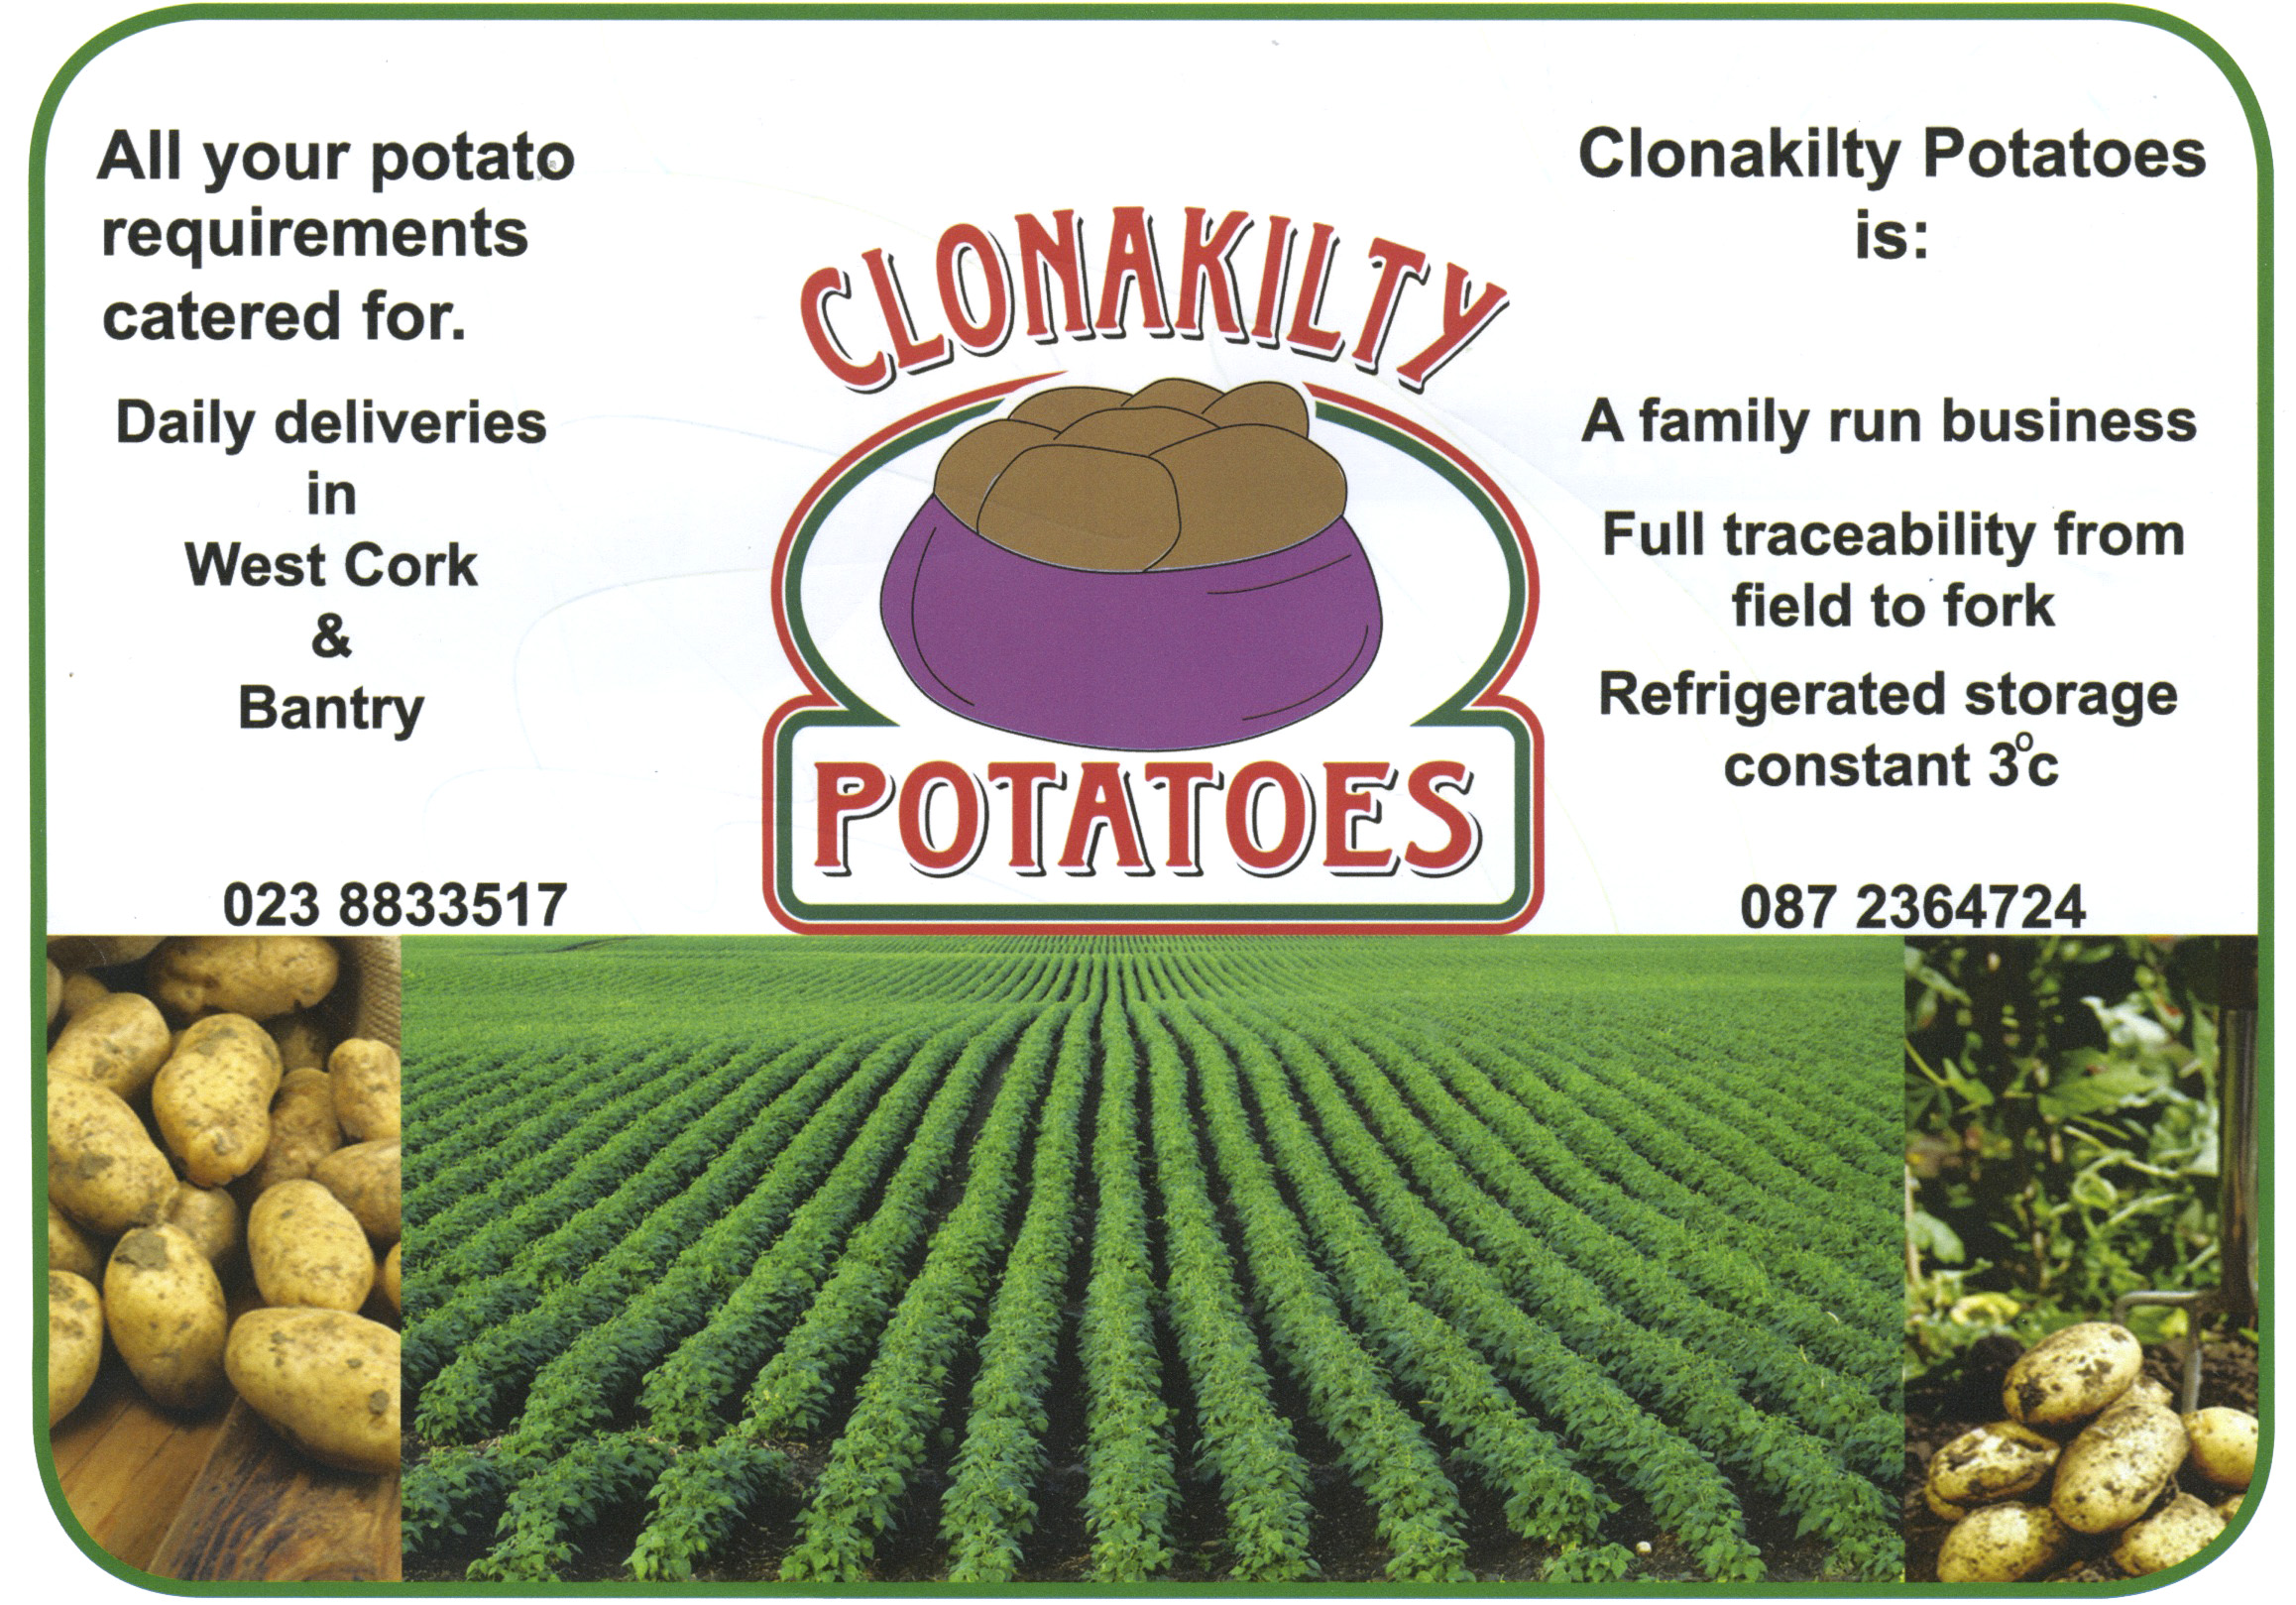 All your potato
requirements
catered for.
Daily deliveries
in
West Cork
&
Bantry
023 8833517
CLONAKILTY
POTATOES
Clonakilty Potatoes
is:
A family run business
Full traceability from
field to fork
Refrigerated storage
constant 3°c
087 2364724